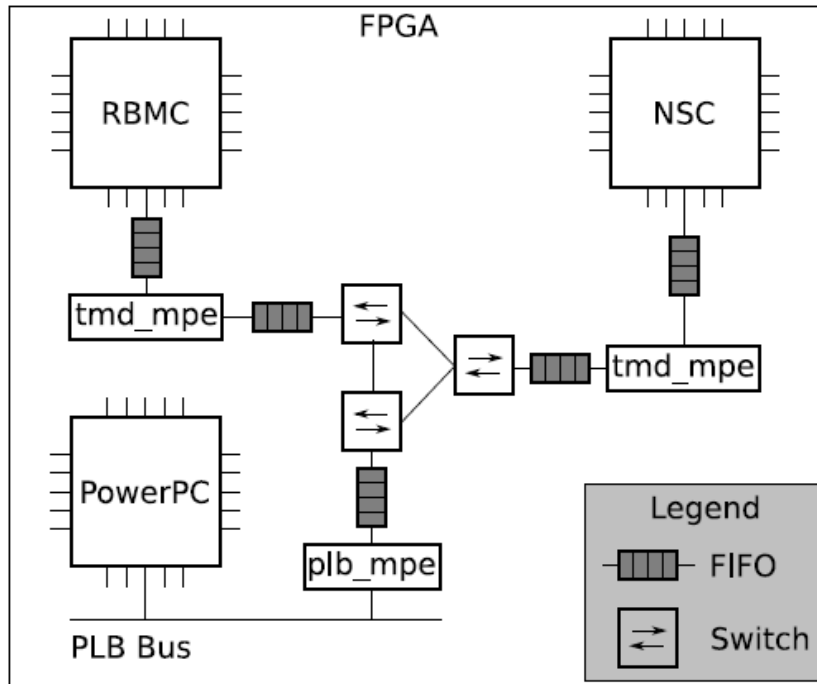 FPGA
RBMC
NSC
tmd_mpe
tmd_mpe
PowerPC
plb_mpe
PLB Bus
Legend
FIFO
Switch